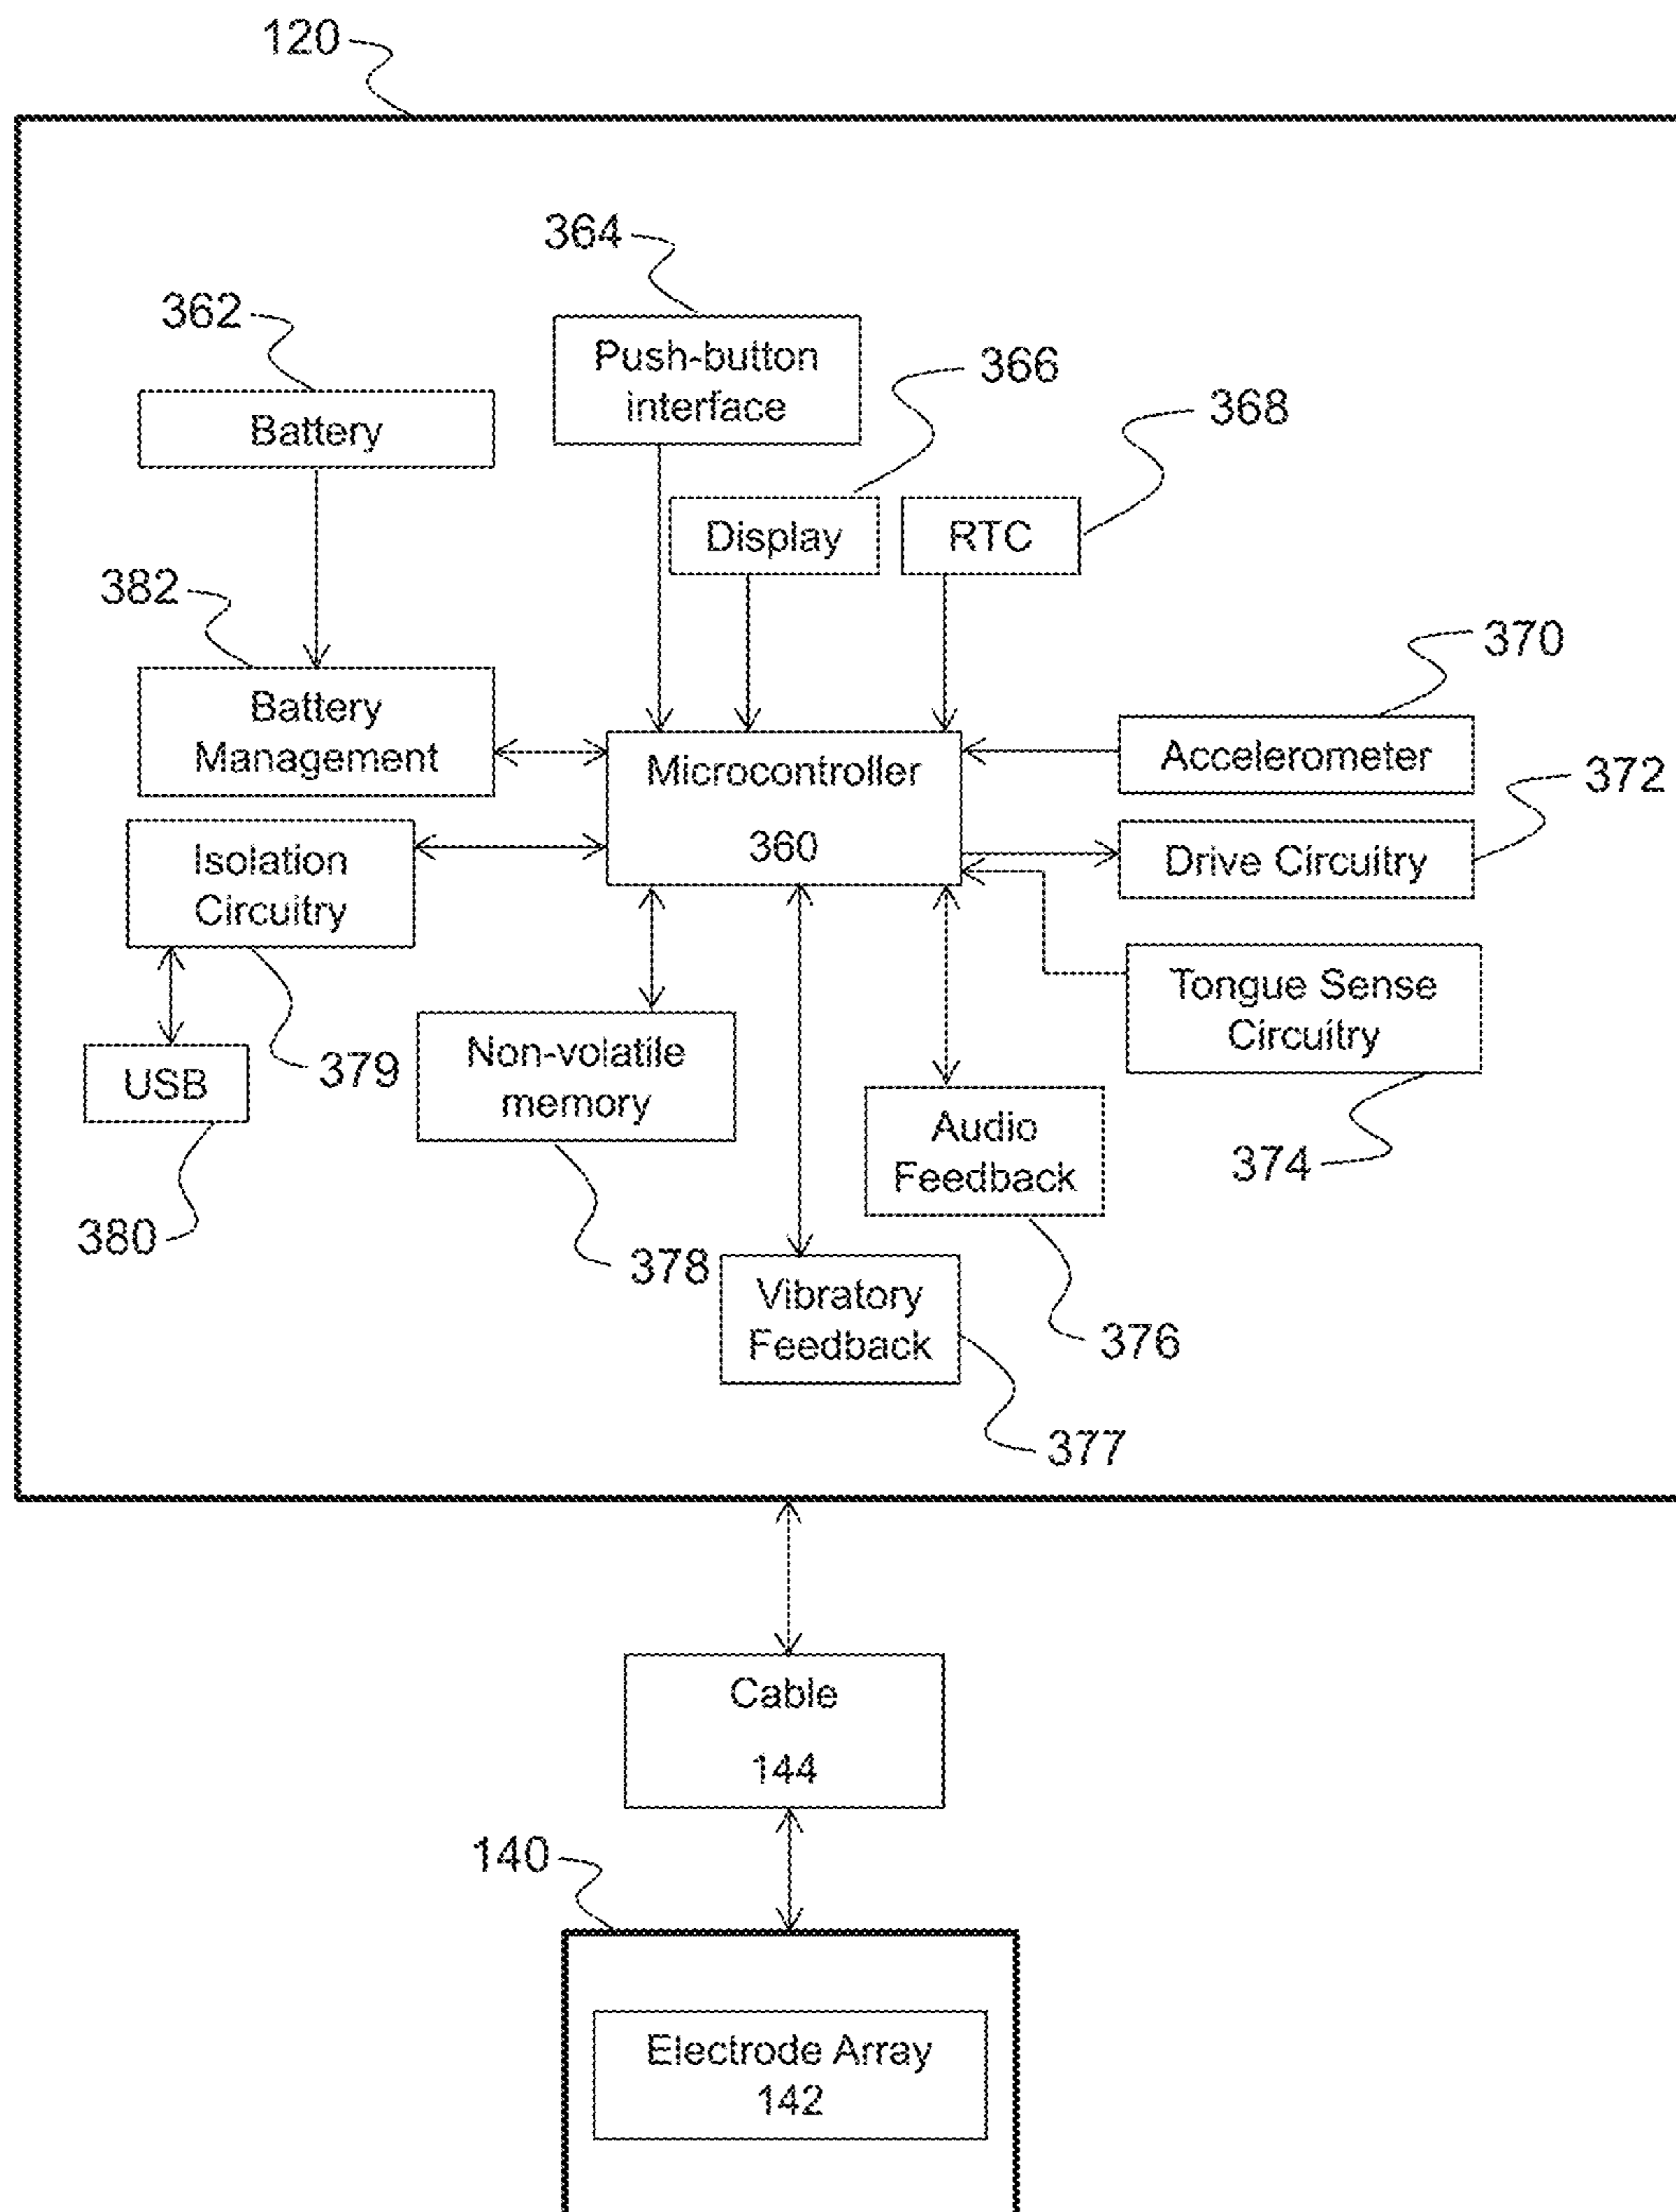 120
364
362
Push-button
interface
366
368
Battery
Display
RTC
382
370
Battery
Management
Microcontroller
360
Accelerometer
372
Isolation
Circuitry
Drive Circuitry
Tongue Sense
Circuitry
379
Non-volatile
memory
USB
Audio
Feedback
374
380
378
Vibratory
Feedback
376
377
Cable
144
140
Electrode Array
142